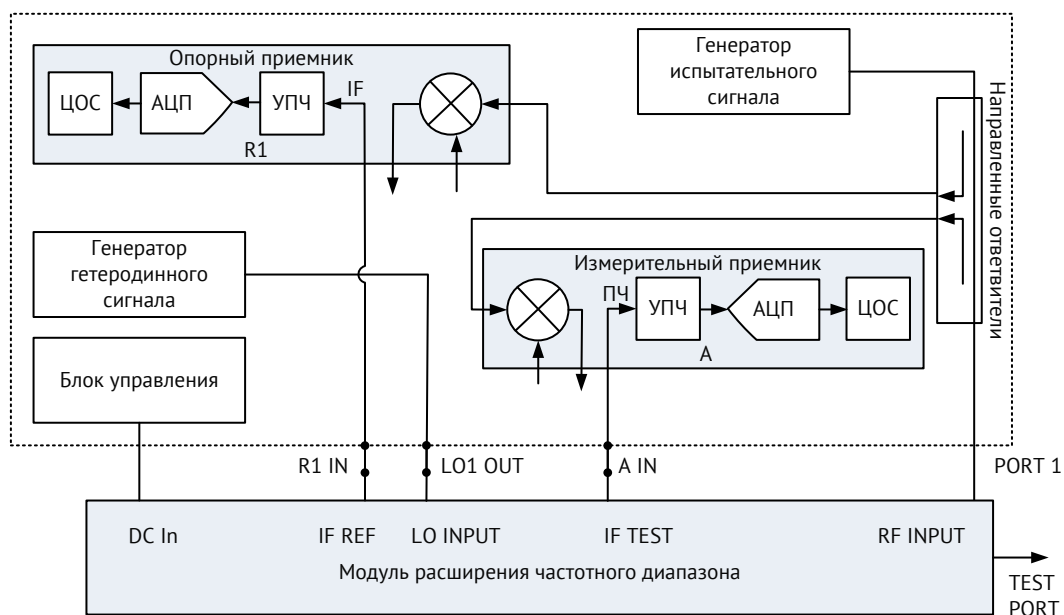 Опорный приемник
ЦОС
АЦП
УПЧ
IF
R1
Генератор
испытательного
сигнала
Направленные ответвители
Генератор
гетеродинного
сигнала
Измерительный приемник
ПЧ
УПЧ
АЦП
ЦОС
A
Блок управления
R1 IN
LO1 OUT
A IN
PORT 1
DC In
IF REF
LO INPUT
IF TEST
RF INPUT
Модуль расширения частотного диапазона
TEST
PORT